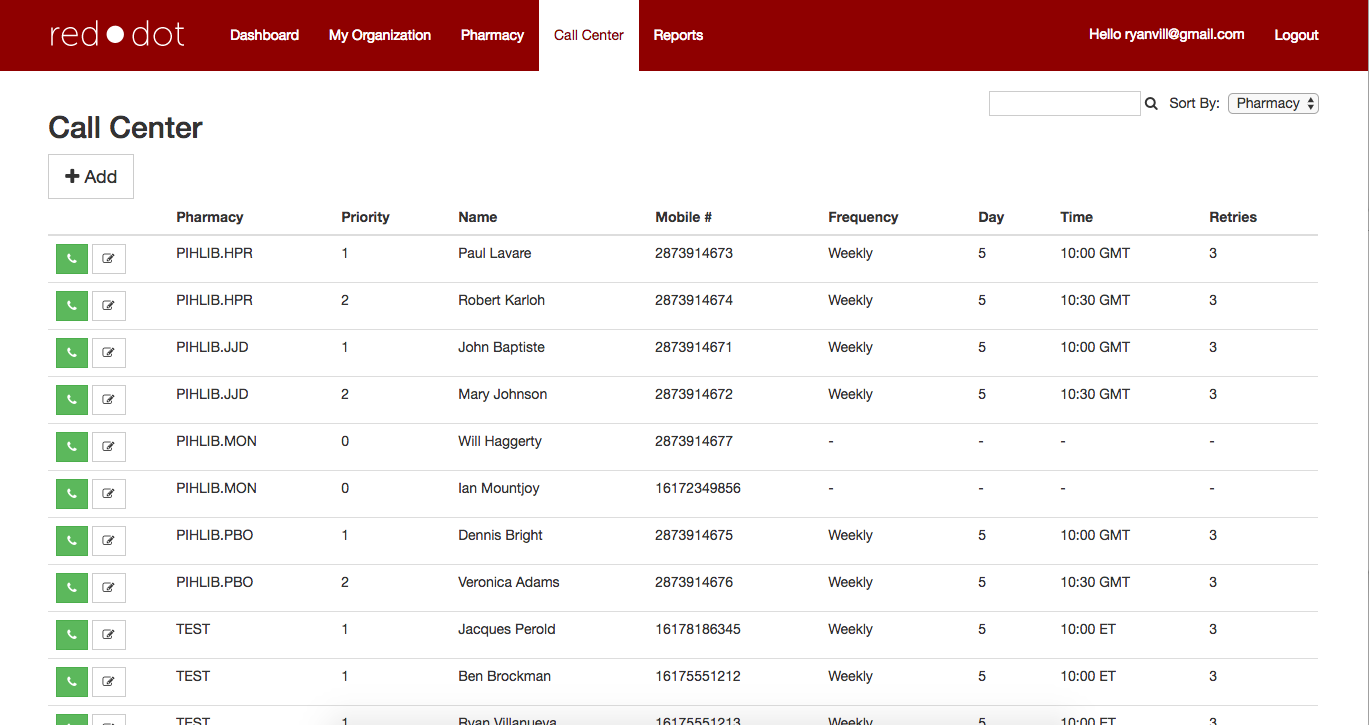 red dot Dashboard My Organization Pharmacy Call Center Reports Hello ryanvill@gmail.com Logout
Sort By: Pharmacy
Call Center
Add
Pharmacy Priority Name Mobile # Frequency Day Time Retries
PIHLIB.HPR 1 Paul Lavare 2873914673 Weekly 5 10:00 GMT 3
PIHLIB.HPR 2 Robert Karloh 2873914674 Weekly 5 10:30 GMT 3
PIHLIB.JJD 1 John Baptiste 2873914671 Weekly 5 10:00 GMT 3
PIHLIB.JJD 2 Mary Johnson 2873914672 Weekly 5 10:30 GMT 3
PIHLIB.MON 0 Will Haggerty 2873914677 - - - -
PIHLIB.MON 0 Ian Mountjoy 16172349856 - - - -
PIHLIB.PBO 1 Dennis Bright 2873914675 Weekly 5 10:00 GMT 3
PIHLIB.PBO 2 Veronica Adams 2873914676 Weekly 5 10:30 GMT 3
TEST 1 Jacques Perold 16178186345 Weekly 5 10:00 ET 3
TEST 1 Ben Brockman 16175551212 Weekly 5 10:00 ET 3
TEST 1 Ryan Villanueva 16175551213 Weekly 5 10:00 ET 3